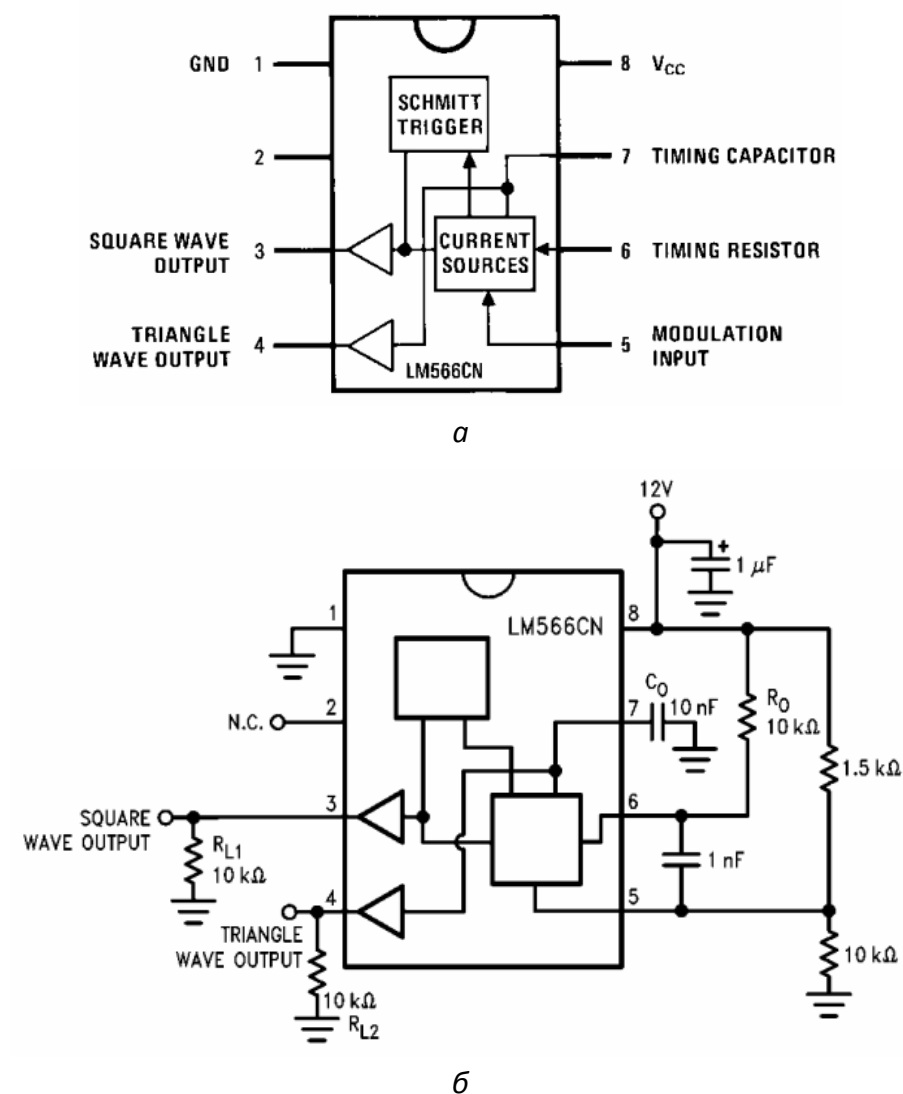 GND 1
8 VCC
SCHMITT
TRIGGER
2
7 TIMING CAPACITOR
SQUARE WAVE
OUTPUT
3
CURRENT
SOURCES
6 TIMING RESISTOR
TRIANGLE
WAVE OUTPUT
4
5 MODULATION
INPUT
LM566CN
а
12V
+
1 µF
1
LM566CN
8
N.C.
2
7
CO
10 nF
RO
10 kΩ
1.5 kΩ
SQUARE
WAVE OUTPUT
3
RL1
10 kΩ
6
1 nF
4
5
TRIANGLE
WAVE OUTPUT
10 kΩ
RL2
10 kΩ
б